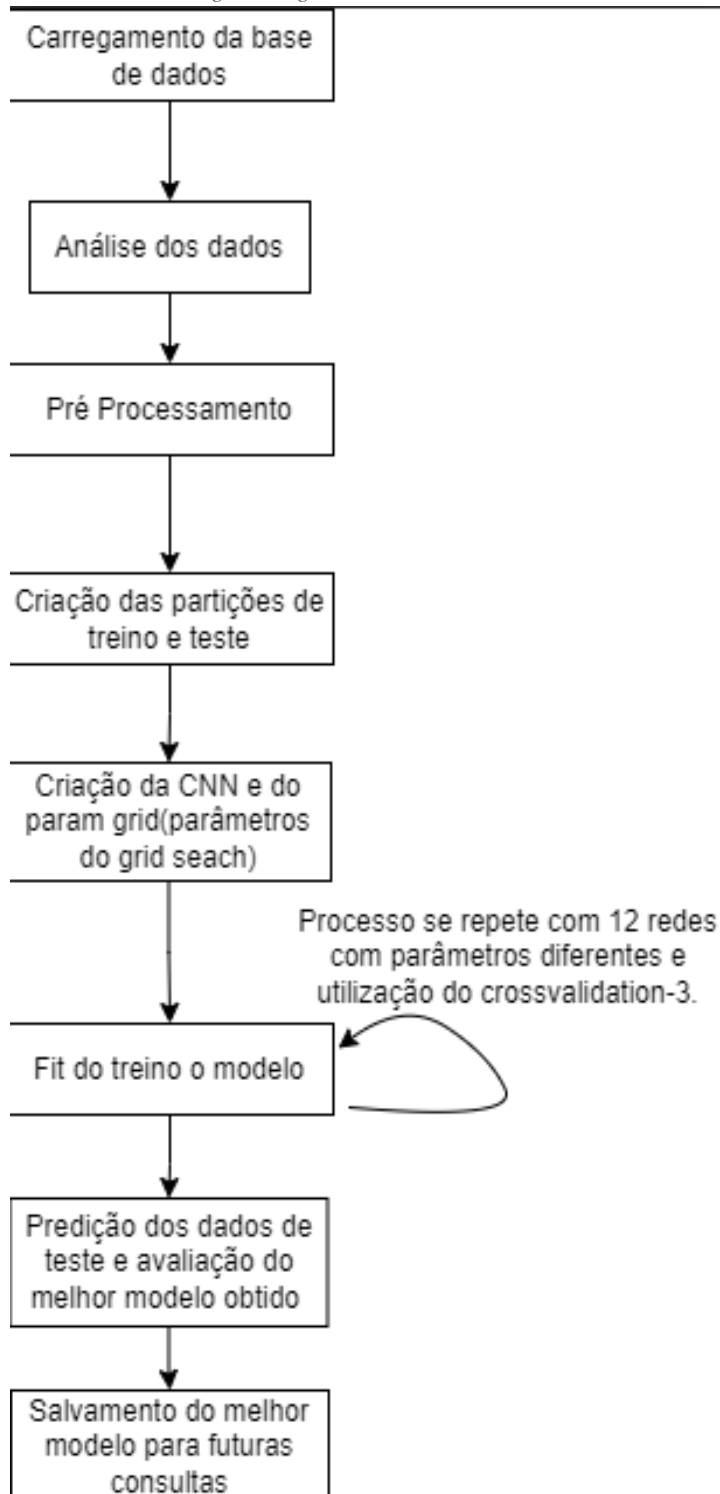 Carregamento da base
de dados
Análise dos dados
Pré Processamento
Criação das partições de
treino e teste
Criação da CNN e do
param grid(parâmetros
do grid seach)
Processo se repete com 12 redes
com parâmetros diferentes e
utilização do crossvalidation-3.
Fit do treino o modelo
Predição dos dados de
teste e avaliação do
melhor modelo obtido
Salvamento do melhor
modelo para futuras
consultas